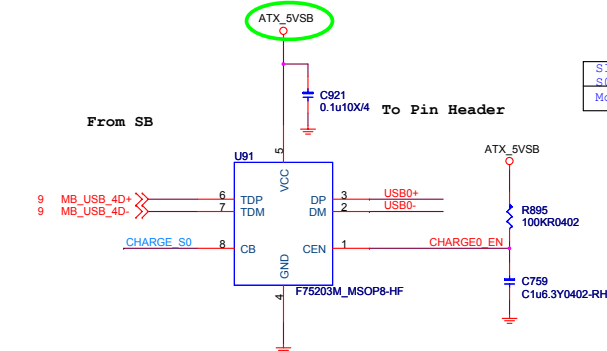 ATX_5VSB
C921
0.1u10X/4
To Pin Header
From SB
ATX_5VSB
U91
5
VCC
9 MB_USB_4D+ 6 TDP DP 3 USB0+
9 MB_USB_4D- 7 TDM DM 2 USB0-
R895
100KR0402
CHARGE_S0 8 CB CEN 1 CHARGE0_EN
GND
4
F75203M_MSOP8-HF
C759
C1u6.3Y0402-RH